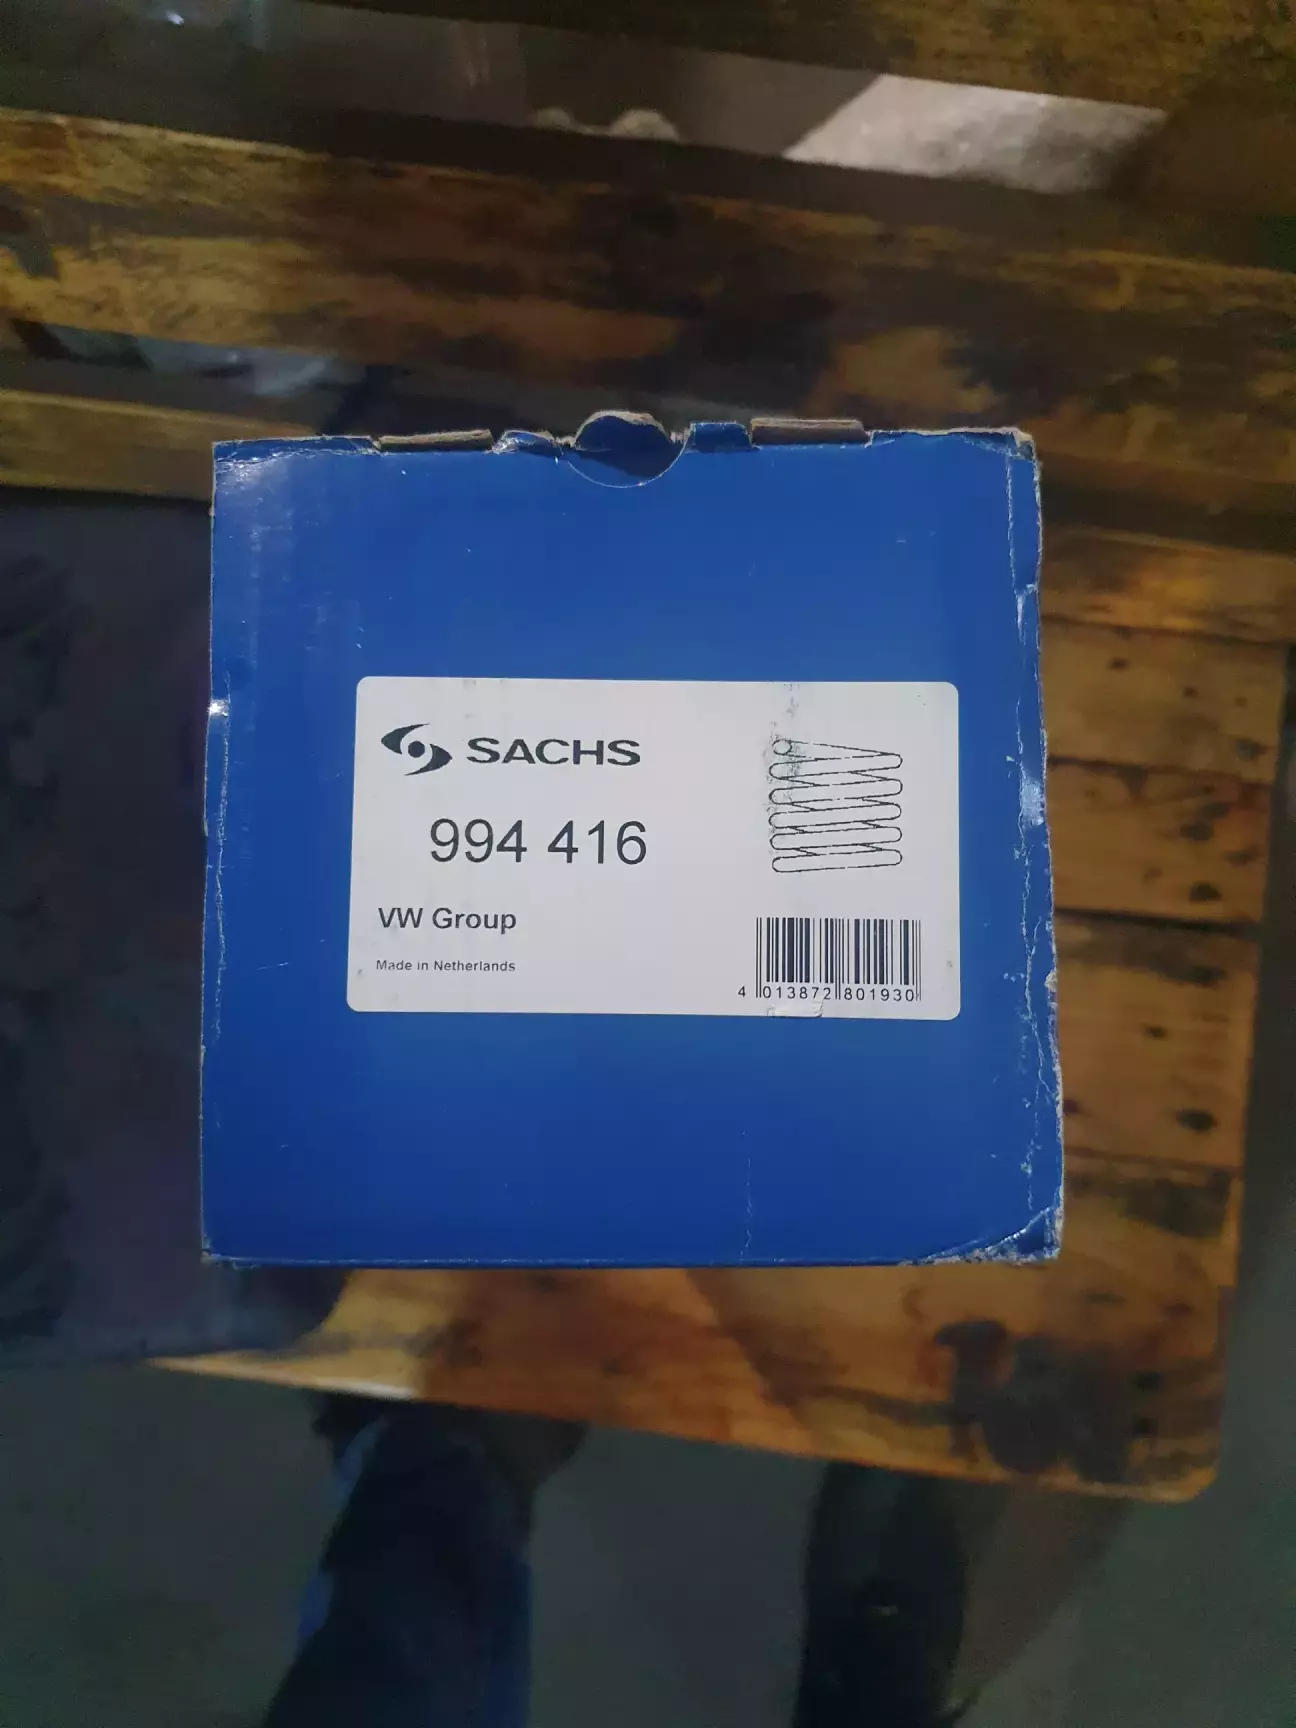 SACHS
994 416
VW Group
Made in Netherlands
4 013872 801930